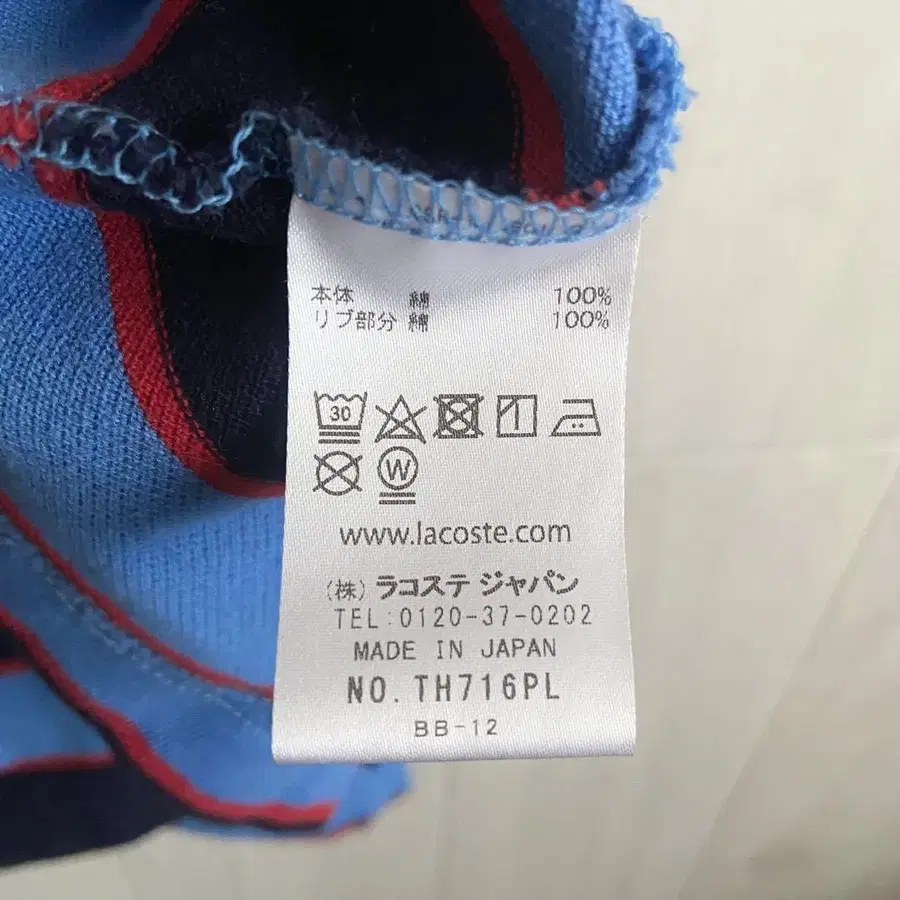 本体 綿 100%
リブ部分 綿 100%
30
W
www.lacoste.com
(株) ラコステ ジャパン
TEL:0120-37-0202
MADE IN JAPAN
NO.TH716PL
BB-12